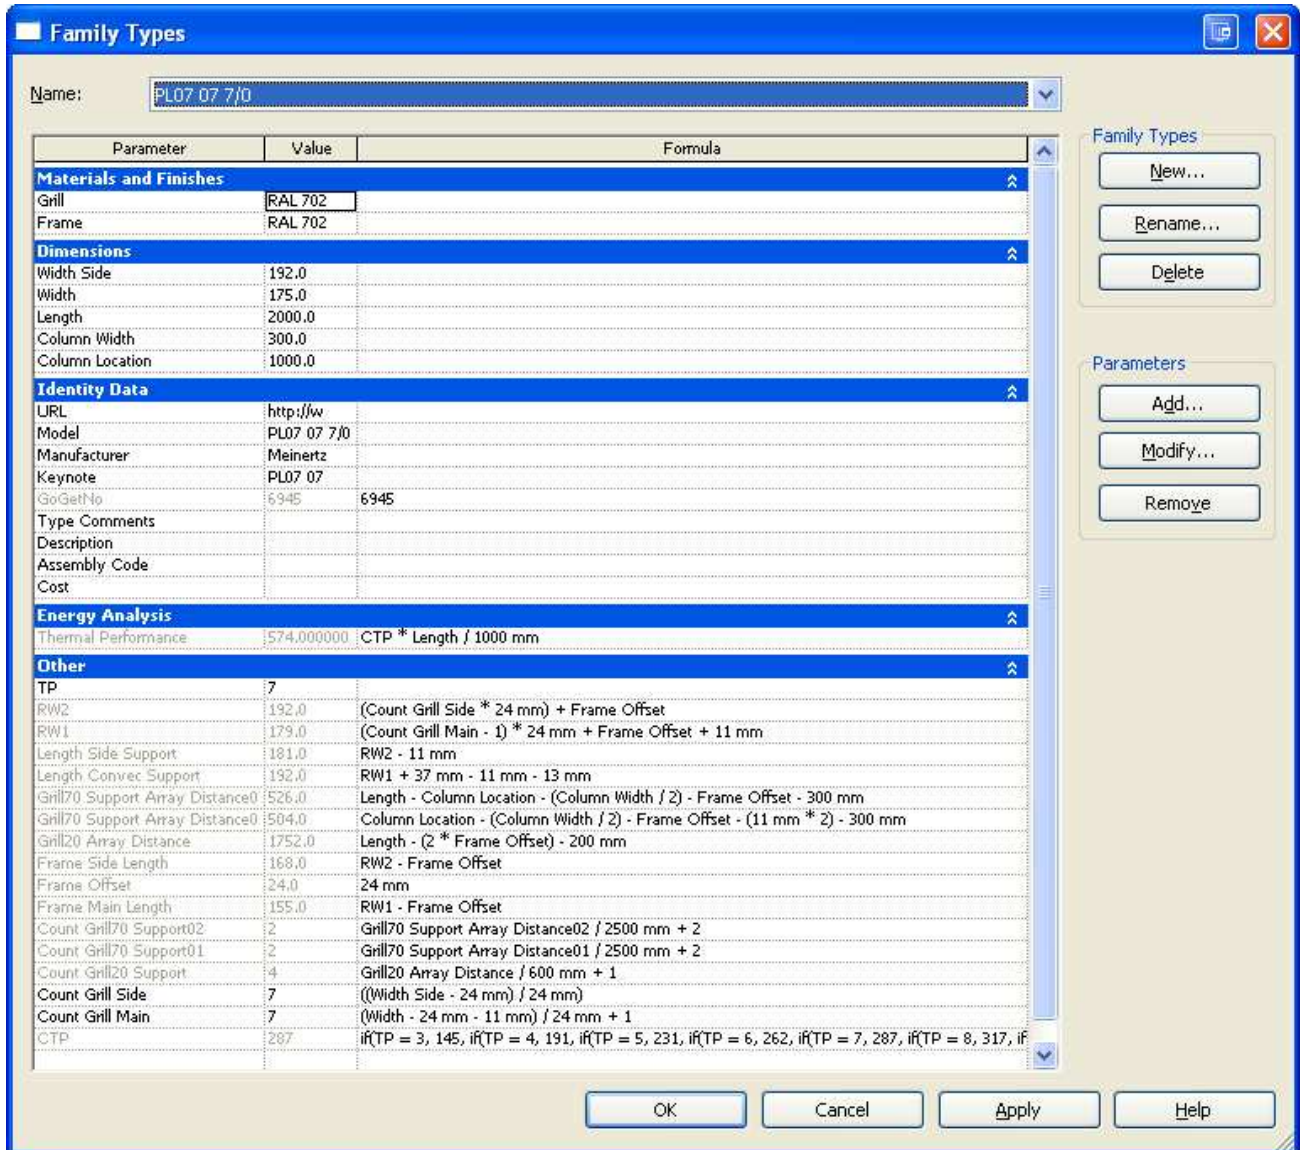 Family Types
Name: PL07 07 7/0
Parameter Value Formula
Materials and Finishes
Grill RAL 702
Frame RAL 702
Dimensions
Width Side 192.0
Width 175.0
Length 2000.0
Column Width 300.0
Column Location 1000.0
Identity Data
URL http://w
Model PL07 07 7/0
Manufacturer Meinertz
Keynote PL07 07
GoGetNo 6945 6945
Type Comments
Description
Assembly Code
Cost
Energy Analysis
Thermal Performance 574.000000 CTP * Length / 1000 mm
Other
TP 7
RW2 192.0 (Count Grill Side * 24 mm) + Frame Offset
RW1 179.0 (Count Grill Main - 1) * 24 mm + Frame Offset + 11 mm
Length Side Support 181.0 RW2 - 11 mm
Length Convec Support 192.0 RW1 + 37 mm - 11 mm - 13 mm
Grill70 Support Array Distance0 526.0 Length - Column Location - (Column Width / 2) - Frame Offset - 300 mm
Grill70 Support Array Distance0 504.0 Column Location - (Column Width / 2) - Frame Offset - (11 mm * 2) - 300 mm
Grill20 Array Distance 1752.0 Length - (2 * Frame Offset) - 200 mm
Frame Side Length 168.0 RW2 - Frame Offset
Frame Offset 24.0 24 mm
Frame Main Length 155.0 RW1 - Frame Offset
Count Grill70 Support02 2 Grill70 Support Array Distance02 / 2500 mm + 2
Count Grill70 Support01 2 Grill70 Support Array Distance01 / 2500 mm + 2
Count Grill20 Support 4 Grill20 Array Distance / 600 mm + 1
Count Grill Side 7 ((Width Side - 24 mm) / 24 mm)
Count Grill Main 7 (Width - 24 mm - 11 mm) / 24 mm + 1
CTP 287 if(TP = 3, 145, if(TP = 4, 191, if(TP = 5, 231, if(TP = 6, 262, if(TP = 7, 287, if(TP = 8, 317, if
Family Types
New...
Rename...
Delete
Parameters
Add...
Modify...
Remove
OK Cancel Apply Help